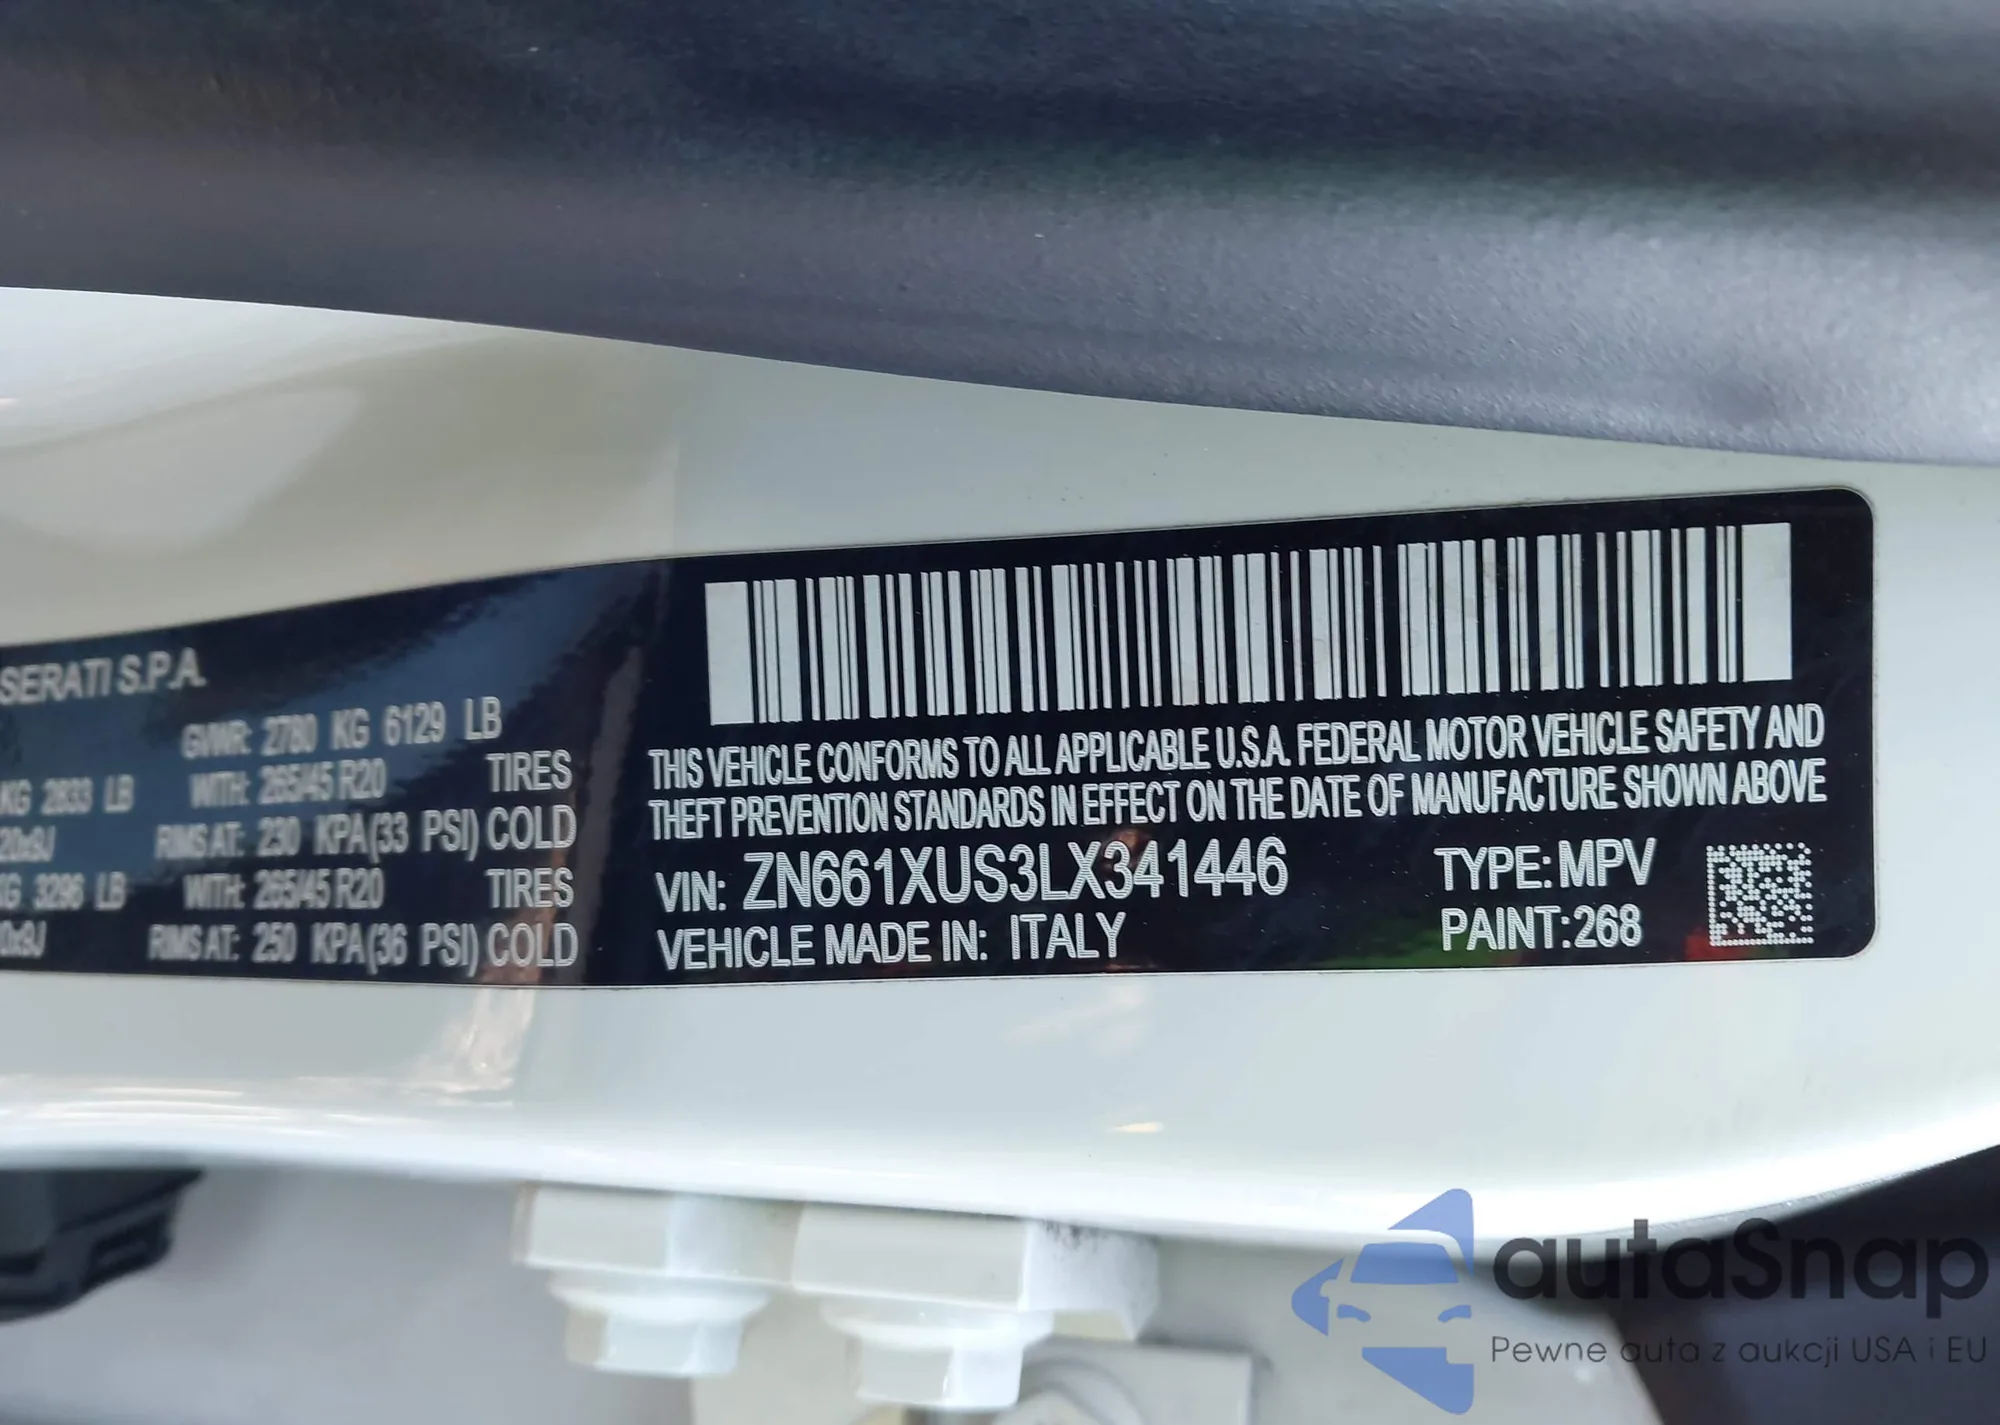 SERATI S.P.A.
GVWR: 2780 KG 6129 LB
KG 2833 LB WITH: 265/45 R20 TIRES
20x9J RIMS AT: 230 KPA(33 PSI) COLD
KG 3296 LB WITH: 265/45 R20 TIRES
0x9J RIMS AT: 250 KPA(36 PSI) COLD
THIS VEHICLE CONFORMS TO ALL APPLICABLE U.S.A. FEDERAL MOTOR VEHICLE SAFETY AND
THEFT PREVENTION STANDARDS IN EFFECT ON THE DATE OF MANUFACTURE SHOWN ABOVE
VIN: ZN661XUS3LX341446 TYPE: MPV
VEHICLE MADE IN: ITALY PAINT: 268
autaSnap
Pewne auta z aukcji USA i EU